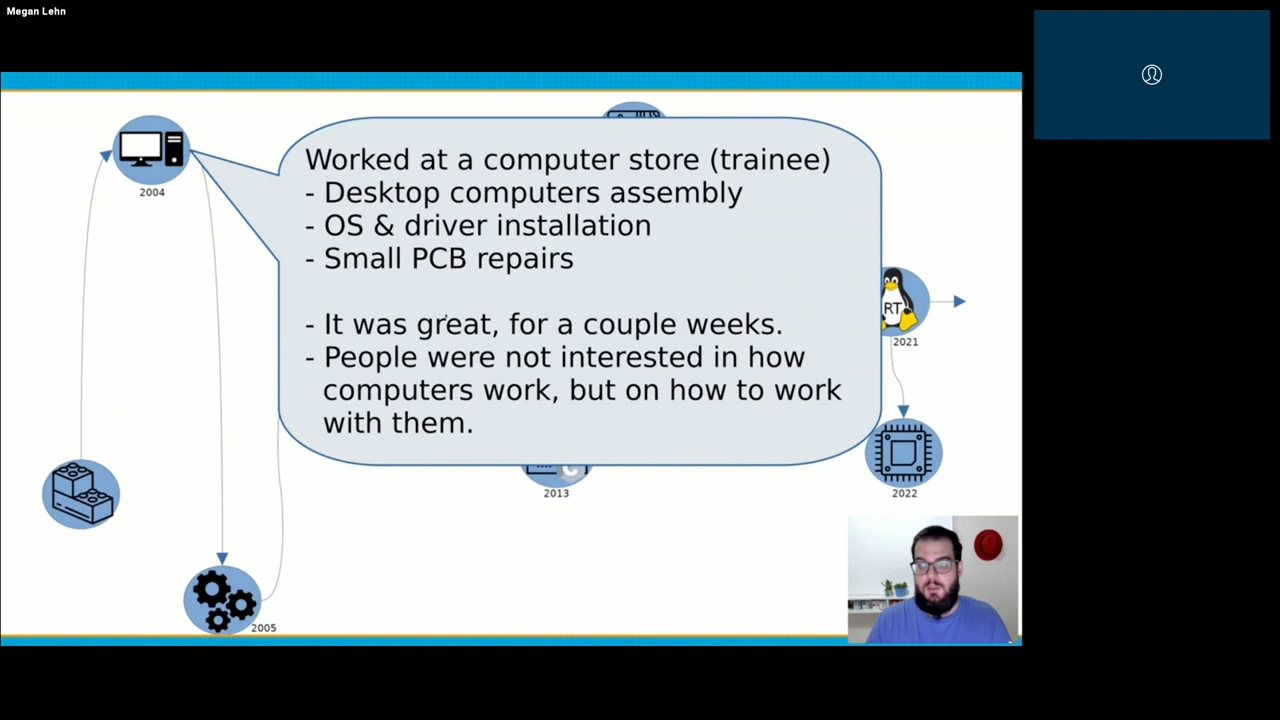 Megan Lehn
2004
Worked at a computer store (trainee)
- Desktop computers assembly
- OS & driver installation
- Small PCB repairs
- It was great, for a couple weeks.
- People were not interested in how
computers work, but on how to work
with them.
RT
2021
C
2013
2022
2005